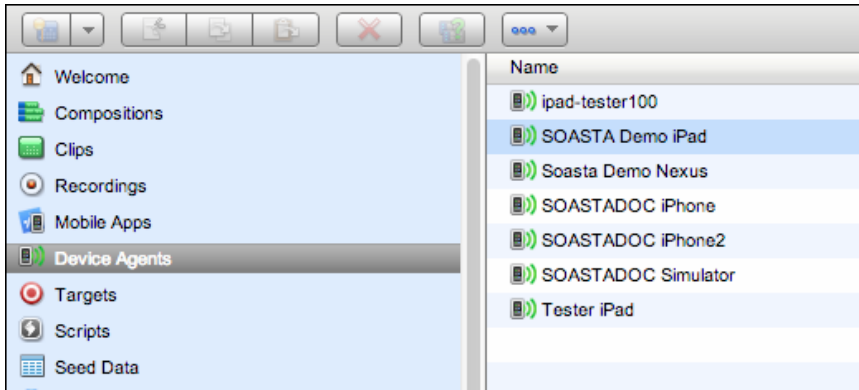 Welcome
Compositions
Clips
Recordings
Mobile Apps
Device Agents
Targets
Scripts
Seed Data
Name
ipad-tester100
SOASTA Demo iPad
Soasta Demo Nexus
SOASTADOC iPhone
SOASTADOC iPhone2
SOASTADOC Simulator
Tester iPad